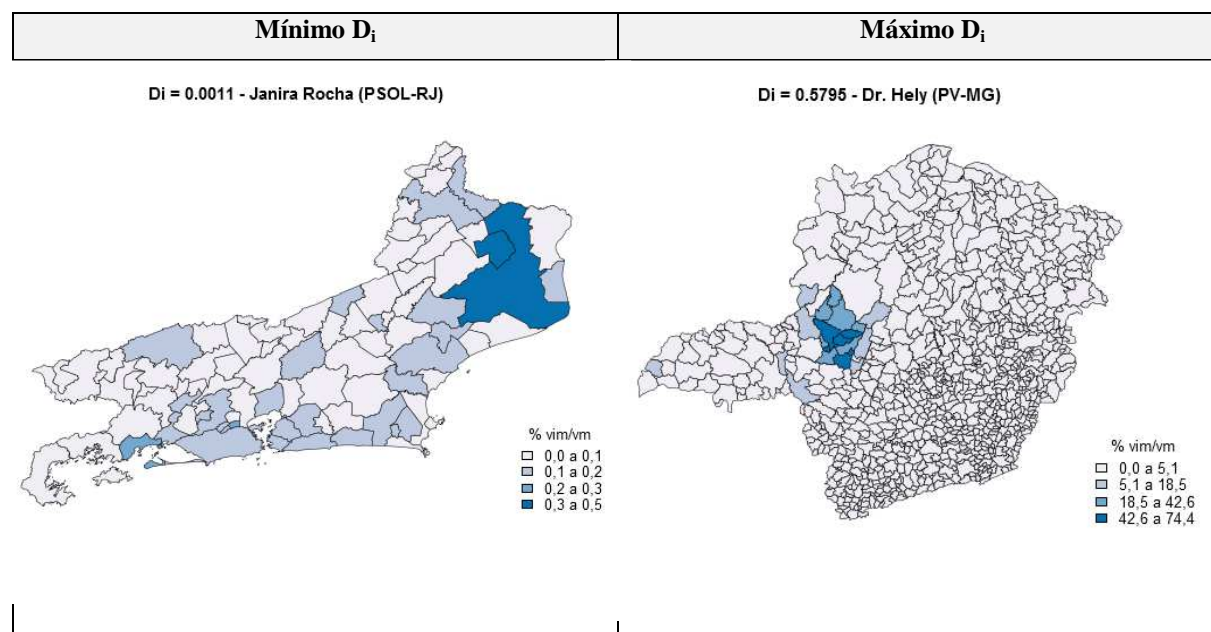 Mínimo Di
Máximo Di
Di = 0.0011 - Janira Rocha (PSOL-RJ)
% vim/vm
0,0 a 0,1
0,1 a 0,2
0,2 a 0,3
0,3 a 0,5
Di = 0.5795 - Dr. Hely (PV-MG)
% vim/vm
0,0 a 5,1
5,1 a 18,5
18,5 a 42,6
42,6 a 74,4